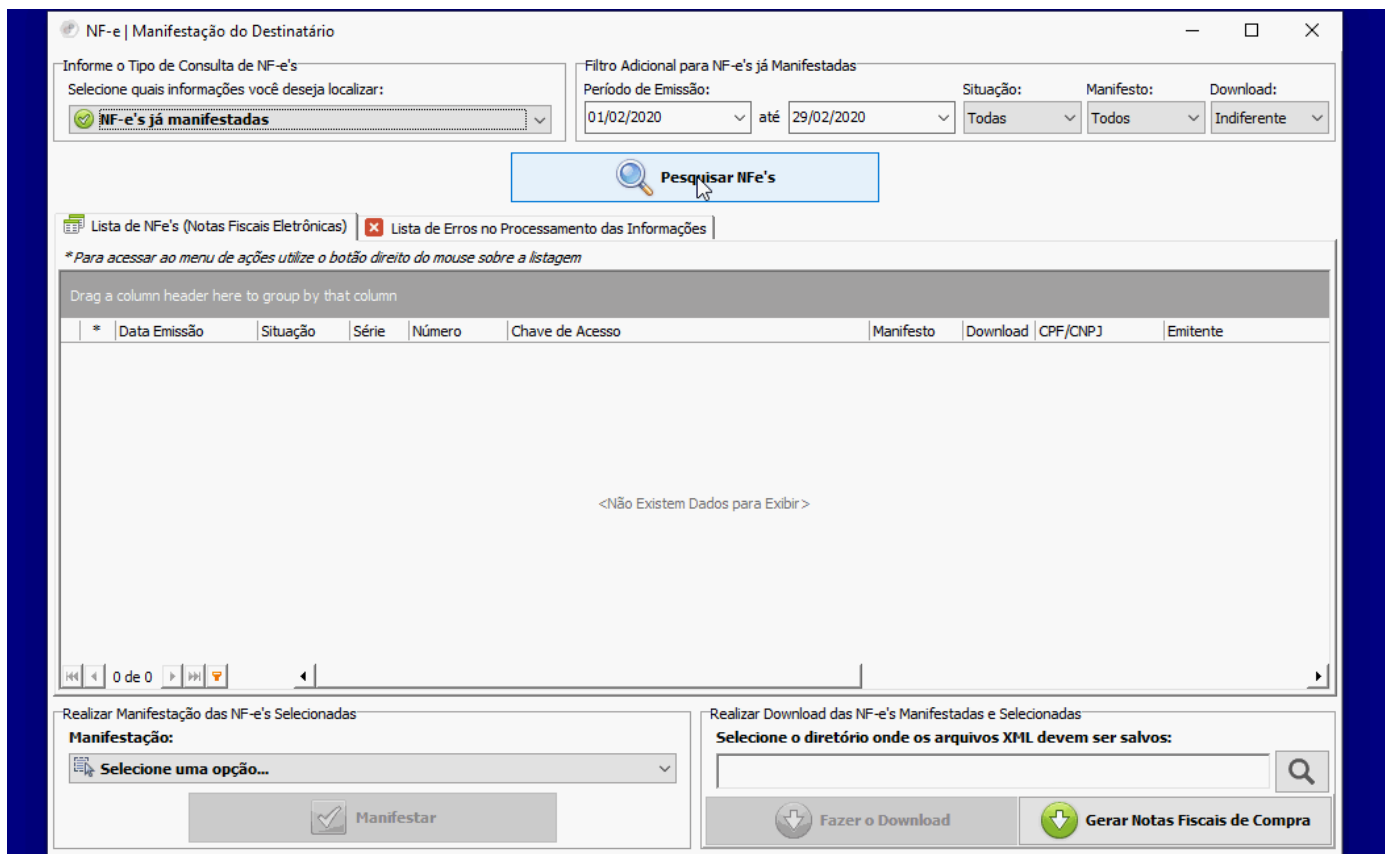 NF-e | Manifestação do Destinatário
Informe o Tipo de Consulta de NF-e's
Selecione quais informações você deseja localizar:
NF-e's já manifestadas
Filtro Adicional para NF-e's já Manifestadas
Período de Emissão: Situação: Manifesto: Download:
01/02/2020 até 29/02/2020 Todas Todos Indiferente
Pesquisar NFe's
Lista de NFe's (Notas Fiscais Eletrônicas) Lista de Erros no Processamento das Informações
*Para acessar ao menu de ações utilize o botão direito do mouse sobre a listagem
Drag a column header here to group by that column
* Data Emissão Situação Série Número Chave de Acesso Manifesto Download CPF/CNPJ Emitente
<Não Existem Dados para Exibir>
0 de 0
Realizar Manifestação das NF-e's Selecionadas
Manifestação:
Selecione uma opção...
Manifestar
Realizar Download das NF-e's Manifestadas e Selecionadas
Selecione o diretório onde os arquivos XML devem ser salvos:
Fazer o Download Gerar Notas Fiscais de Compra